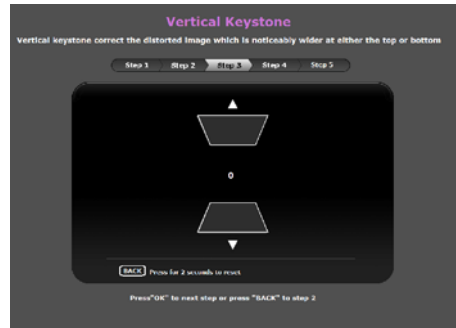 Vertical Keystone
Vertical keystone correct the distorted image which is noticeably wider at either the top or bottom
Step 1 Step 2 Step 3 Step 4 Step 5
0
BACK Press for 2 seconds to reset
Press"OK" to next step or press "BACK" to step 2